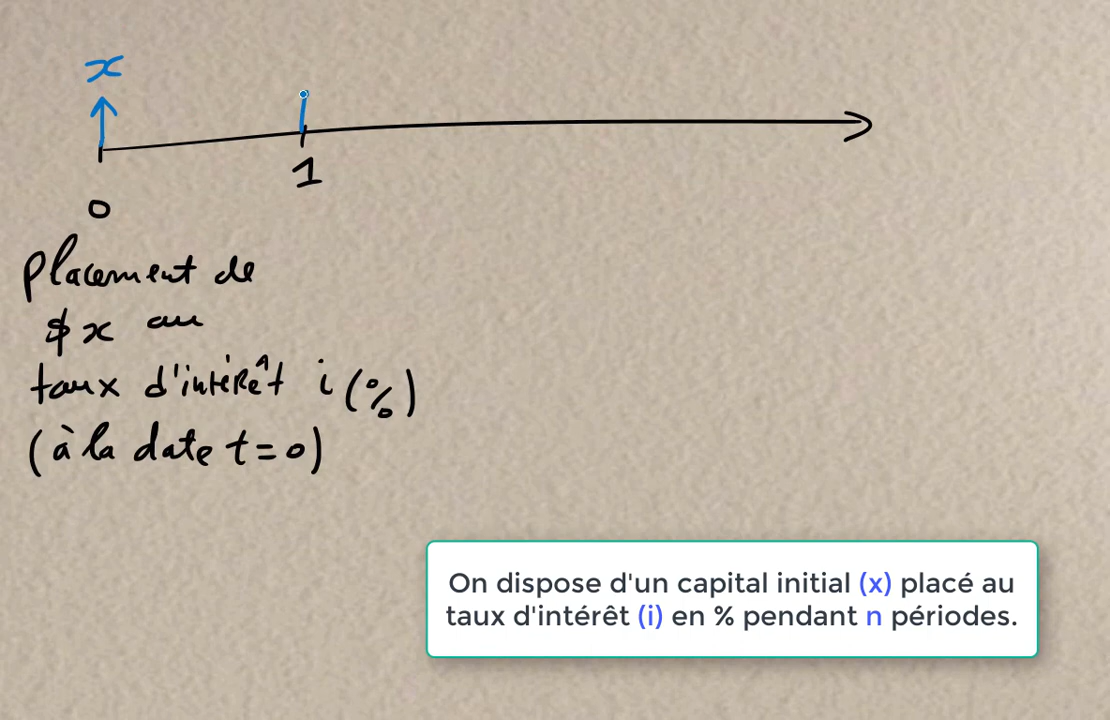 x
0
1
Placement de
$ x au
taux d'intérêt i (%)
(à la date t = 0)
On dispose d'un capital initial (x) placé au
taux d'intérêt (i) en % pendant n périodes.